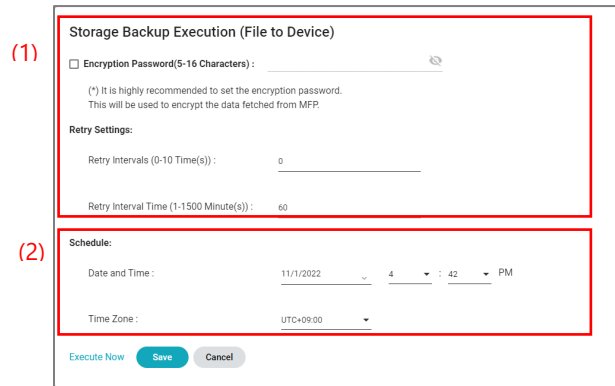 Storage Backup Execution (File to Device)
(1)
Encryption Password(5-16 Characters) :
(*) It is highly recommended to set the encryption password.
This will be used to encrypt the data fetched from MFP.
Retry Settings:
Retry Intervals (0-10 Time(s)) : 0
Retry Interval Time (1-1500 Minute(s)) : 60
(2)
Schedule:
Date and Time : 11/1/2022 4 : 42 PM
Time Zone : UTC+09:00
Execute Now Save Cancel